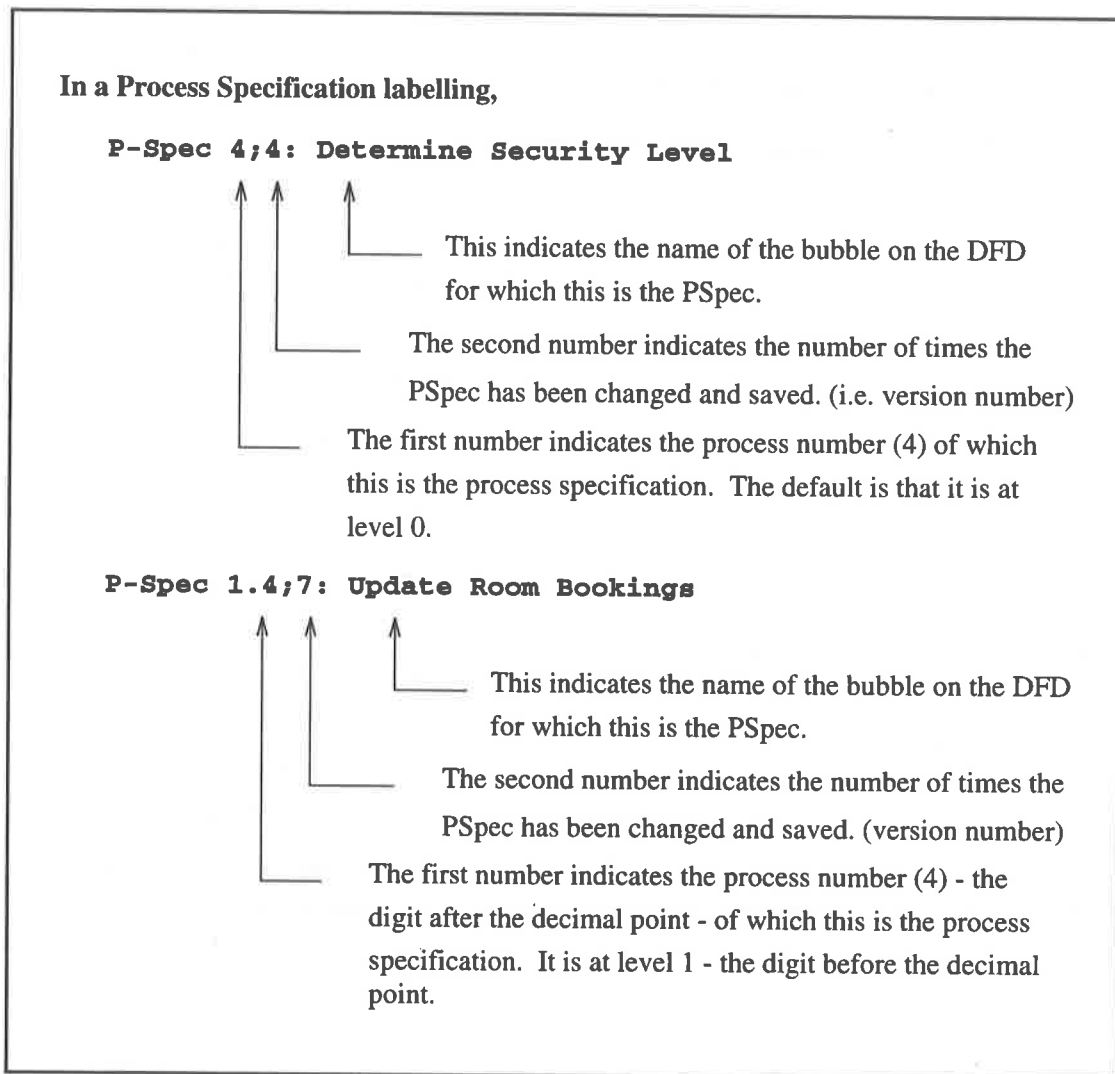 In a Process Specification labelling,
P-Spec 4;4: Determine Security Level
This indicates the name of the bubble on the DFD
for which this is the PSpec.
The second number indicates the number of times the
PSpec has been changed and saved. (i.e. version number)
The first number indicates the process number (4) of which
this is the process specification. The default is that it is at
level 0.
P-Spec 1.4;7: Update Room Bookings
This indicates the name of the bubble on the DFD
for which this is the PSpec.
The second number indicates the number of times the
PSpec has been changed and saved. (version number)
The first number indicates the process number (4) - the
digit after the decimal point - of which this is the process
specification. It is at level 1 - the digit before the decimal
point.